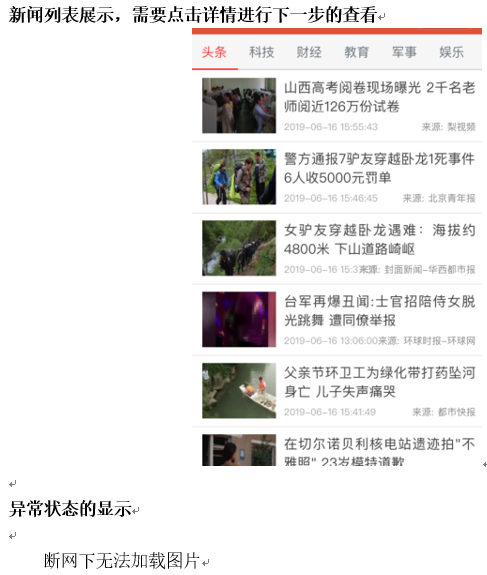 新闻列表展示，需要点击详情进行下一步的查看
头条 科技 财经 教育 军事 娱乐
山西高考阅卷现场曝光 2千名老
师阅近126万份试卷
2019-06-16 15:55:43 来源: 梨视频
警方通报7驴友穿越卧龙1死事件
6人收5000元罚单
2019-06-16 15:46:45 来源: 北京青年报
女驴友穿越卧龙遇难：海拔约
4800米 下山道路崎岖
2019-06-16 15:3 来源: 封面新闻-华西都市报
台军再爆丑闻:士官招陪侍女脱
光跳舞 遭同僚举报
2019-06-16 13:06:00 来源: 环球时报-环球网
父亲节环卫工为绿化带打药坠河
身亡 儿子失声痛哭
2019-06-16 15:41:49 来源: 都市快报
在切尔诺贝利核电站遗迹拍"不
雅照" 23岁模特道歉
异常状态的显示
断网下无法加载图片